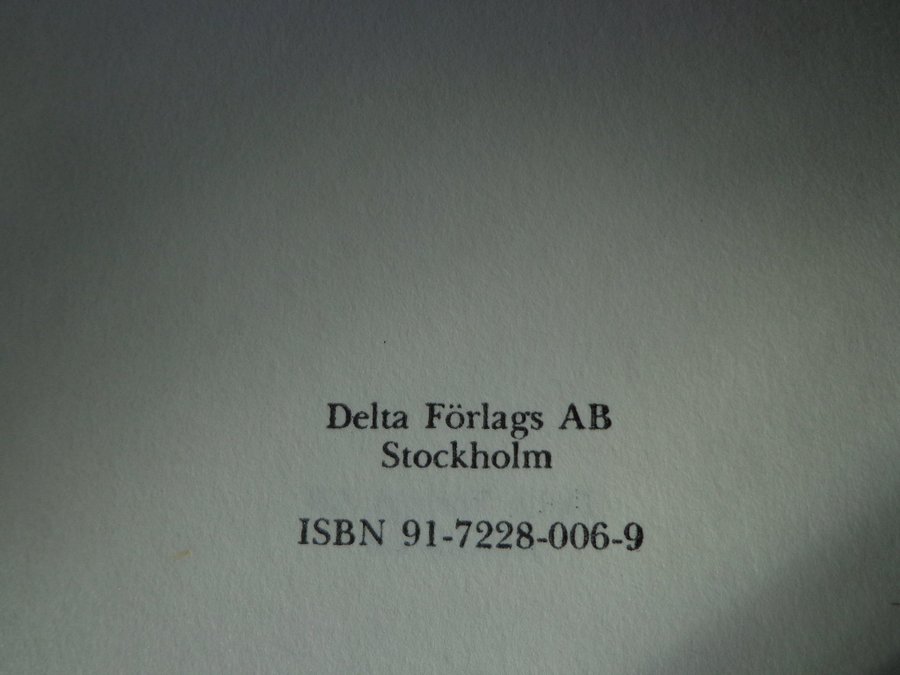 Delta Förlags AB
Stockholm
ISBN 91-7228-006-9